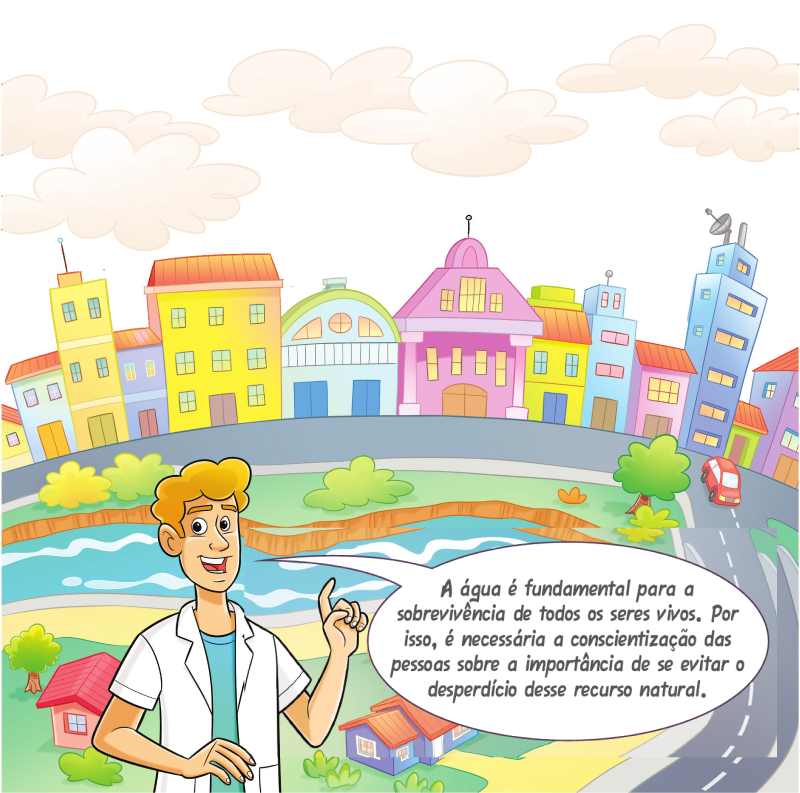 A água é fundamental para a
sobrevivência de todos os seres vivos. Por
isso, é necessária a conscientização das
pessoas sobre a importância de se evitar o
desperdício desse recurso natural.